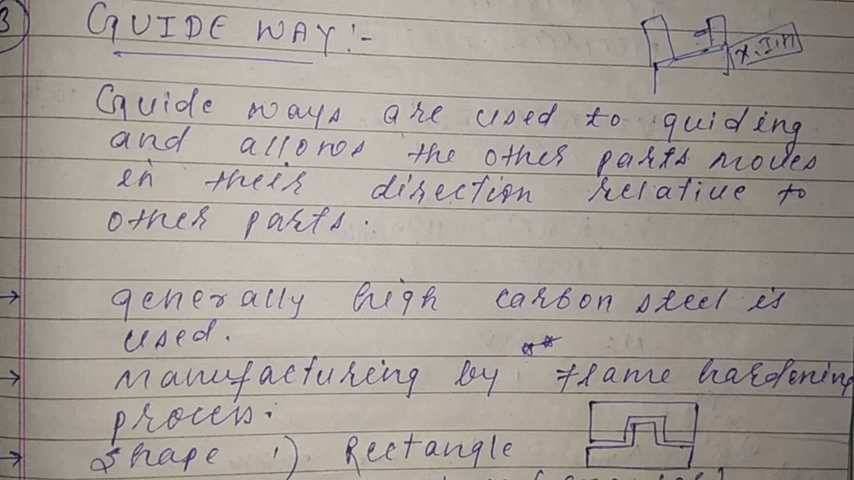 3
GUIDE WAY :-
Guide ways are used to guiding
and allows the other parts moves
in their direction relative to
other parts.
→ generally high carbon steel is
used.
→ Manufacturing by flame hardening
process.
→ Shape i) Rectangle